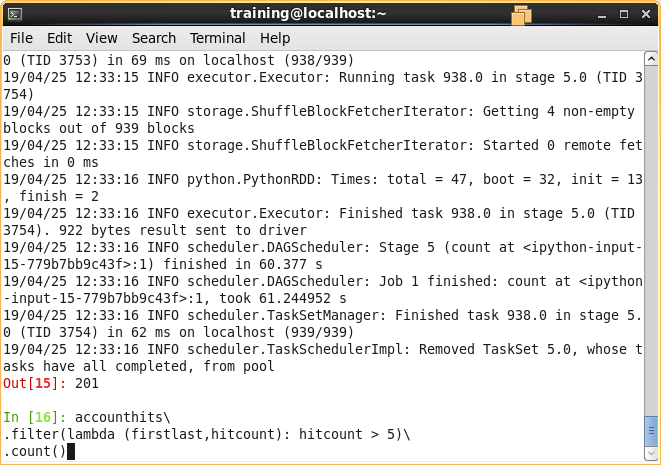 training@localhost:~
File Edit View Search Terminal Help
0 (TID 3753) in 69 ms on localhost (938/939)
19/04/25 12:33:15 INFO executor.Executor: Running task 938.0 in stage 5.0 (TID 3
754)
19/04/25 12:33:15 INFO storage.ShuffleBlockFetcherIterator: Getting 4 non-empty
blocks out of 939 blocks
19/04/25 12:33:15 INFO storage.ShuffleBlockFetcherIterator: Started 0 remote fet
ches in 0 ms
19/04/25 12:33:16 INFO python.PythonRDD: Times: total = 47, boot = 32, init = 13
, finish = 2
19/04/25 12:33:16 INFO executor.Executor: Finished task 938.0 in stage 5.0 (TID
3754). 922 bytes result sent to driver
19/04/25 12:33:16 INFO scheduler.DAGScheduler: Stage 5 (count at <ipython-input-
15-779b7bb9c43f>:1) finished in 60.377 s
19/04/25 12:33:16 INFO scheduler.DAGScheduler: Job 1 finished: count at <ipython
-input-15-779b7bb9c43f>:1, took 61.244952 s
19/04/25 12:33:16 INFO scheduler.TaskSetManager: Finished task 938.0 in stage 5.
0 (TID 3754) in 62 ms on localhost (939/939)
19/04/25 12:33:16 INFO scheduler.TaskSchedulerImpl: Removed TaskSet 5.0, whose t
asks have all completed, from pool
Out[15]: 201
In [16]: accounthits\
.filter(lambda (firstlast,hitcount): hitcount > 5)\
.count()